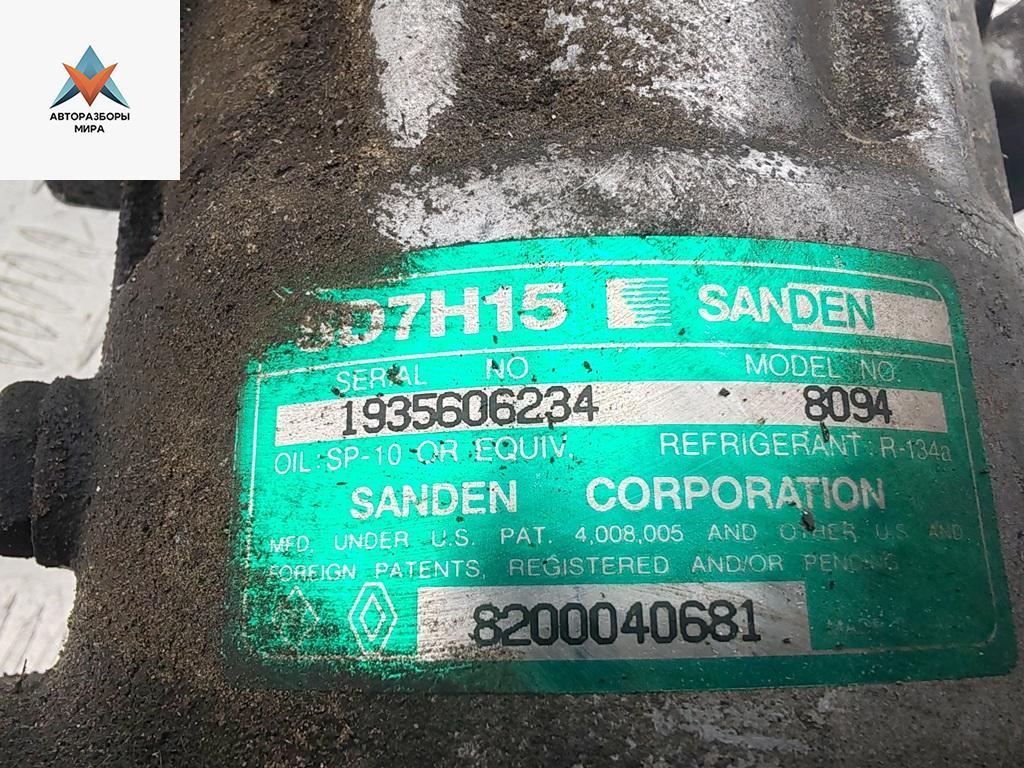 АВТОРАЗБОРЫ
МИРА
SD7H15 SANDEN
SERIAL NO MODEL NO.
1935606234 8094
OIL: SP-10 OR EQUIV. REFRIGERANT: R-134a
SANDEN CORPORATION
MFD. UNDER U.S. PAT. 4,008,005 AND OTHER U.S. AND
FOREIGN PATENTS, REGISTERED AND/OR PENDING
8200040681